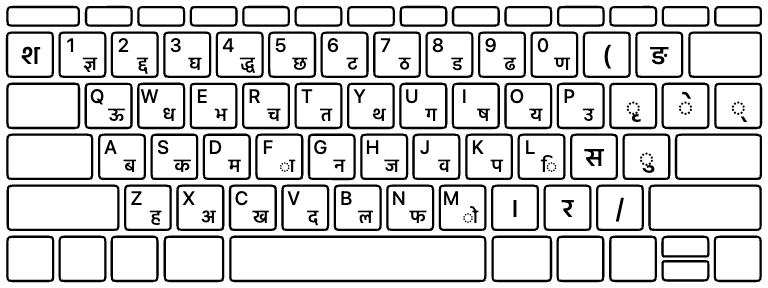 श 1 ज्ञ 2 द्द 3 घ 4 द्ध 5 छ 6 ट 7 ठ 8 ड 9 ढ 0 ण ( ङ
Q ऊ W ध E भ R च T त Y थ U ग I ष O य P उ ृ े ्
A ब S क D म F ा G न H ज J व K प L ि स ु
Z ह X अ C ख V द B ल N फ M ो । र /